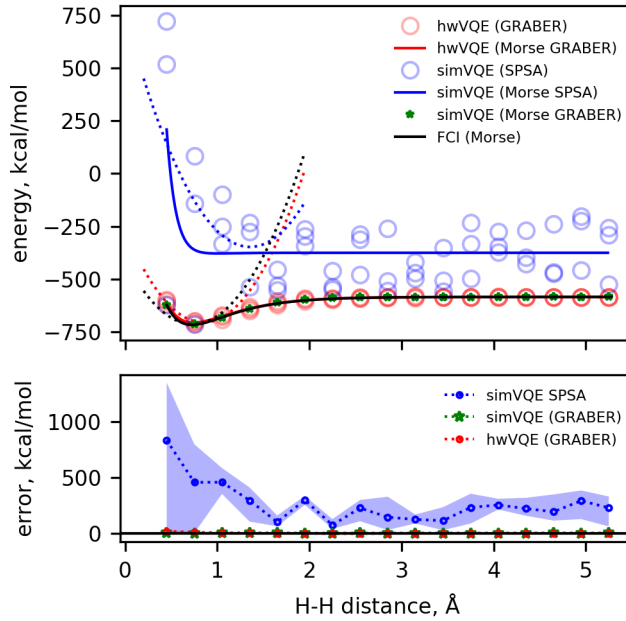 750
500
250
0
−250
−500
−750
energy, kcal/mol
hwVQE (GRABER)
hwVQE (Morse GRABER)
simVQE (SPSA)
simVQE (Morse SPSA)
simVQE (Morse GRABER)
FCI (Morse)
1000
500
0
error, kcal/mol
simVQE SPSA
simVQE (GRABER)
hwVQE (GRABER)
0 1 2 3 4 5
H-H distance, Å